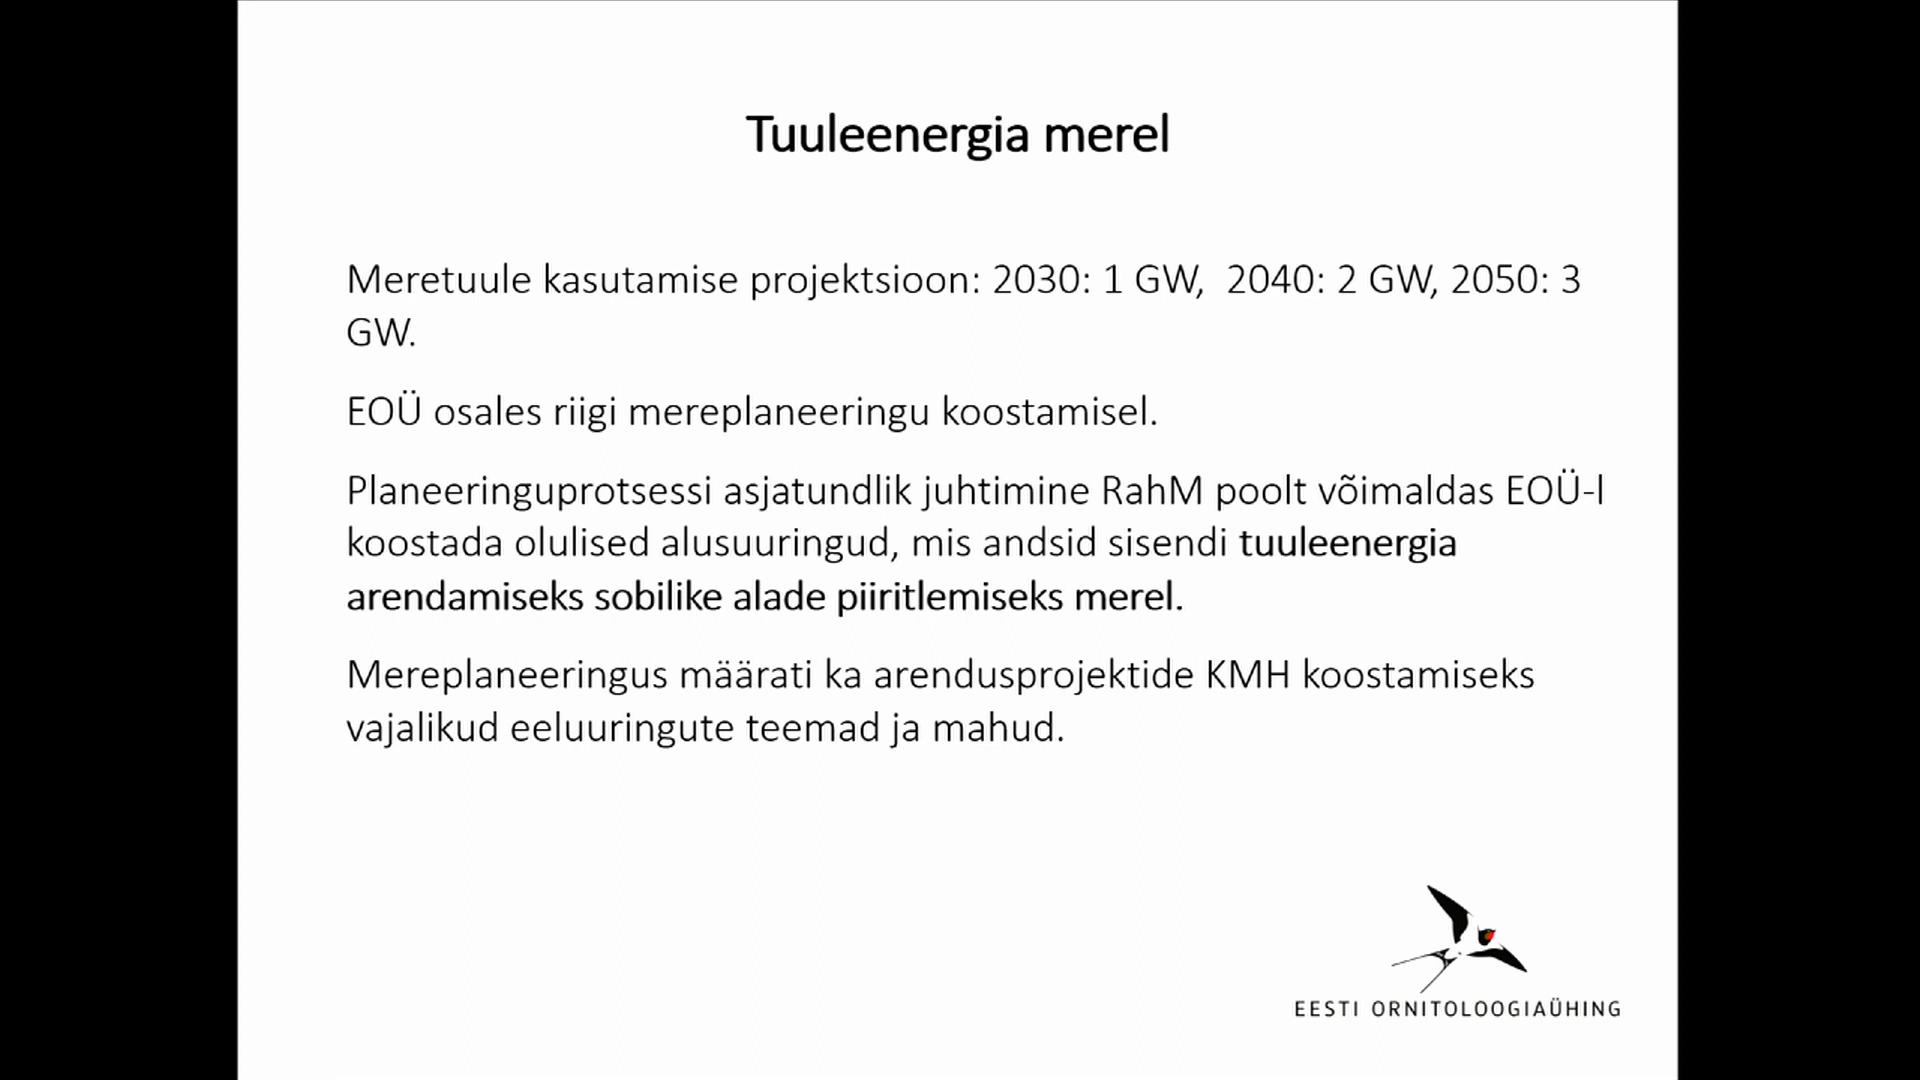 Tuuleenergia merel
Meretuule kasutamise projektsioon: 2030: 1 GW,  2040: 2 GW, 2050: 3
GW.
EOÜ osales riigi mereplaneeringu koostamisel.
Planeeringuprotsessi asjatundlik juhtimine RahM poolt võimaldas EOÜ-l
koostada olulised alusuuringud, mis andsid sisendi tuuleenergia
arendamiseks sobilike alade piiritlemiseks merel.
Mereplaneeringus määrati ka arendusprojektide KMH koostamiseks
vajalikud eeluuringute teemad ja mahud.
EESTI ORNITOLOOGIAÜHING